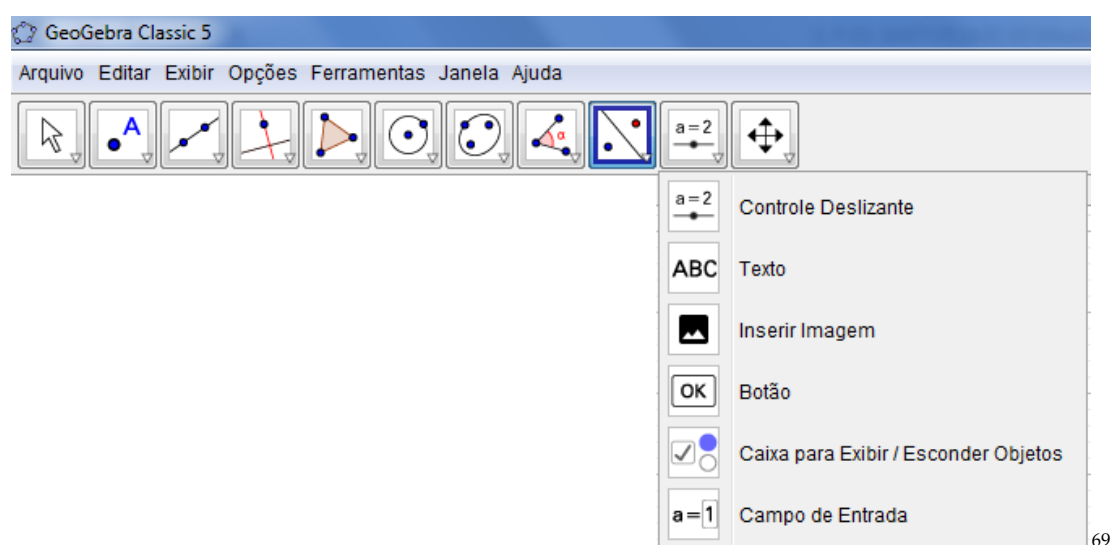 GeoGebra Classic 5
Arquivo Editar Exibir Opções Ferramentas Janela Ajuda
A α a=2
a=2 Controle Deslizante
ABC Texto
Inserir Imagem
OK Botão
Caixa para Exibir / Esconder Objetos
a=1 Campo de Entrada
69